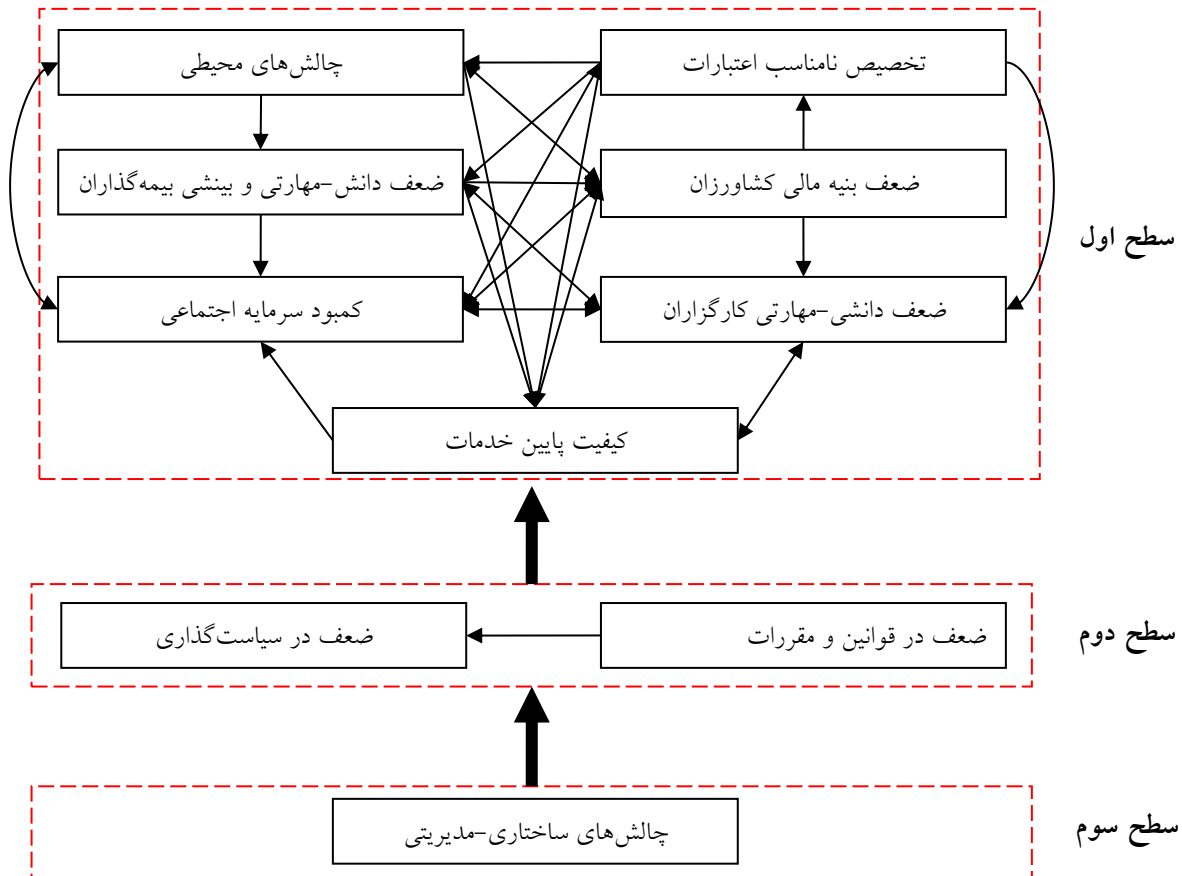 تخصیص نامناسب اعتبارات
چالش‌های محیطی
ضعف بنیه مالی کشاورزان
ضعف دانش-مهارتی و بینشی بیمه‌گذاران
سطح اول
ضعف دانشی-مهارتی کارگزاران
کمبود سرمایه اجتماعی
کیفیت پایین خدمات
سطح دوم
ضعف در قوانین و مقررات
ضعف در سیاست‌گذاری
سطح سوم
چالش‌های ساختاری-مدیریتی